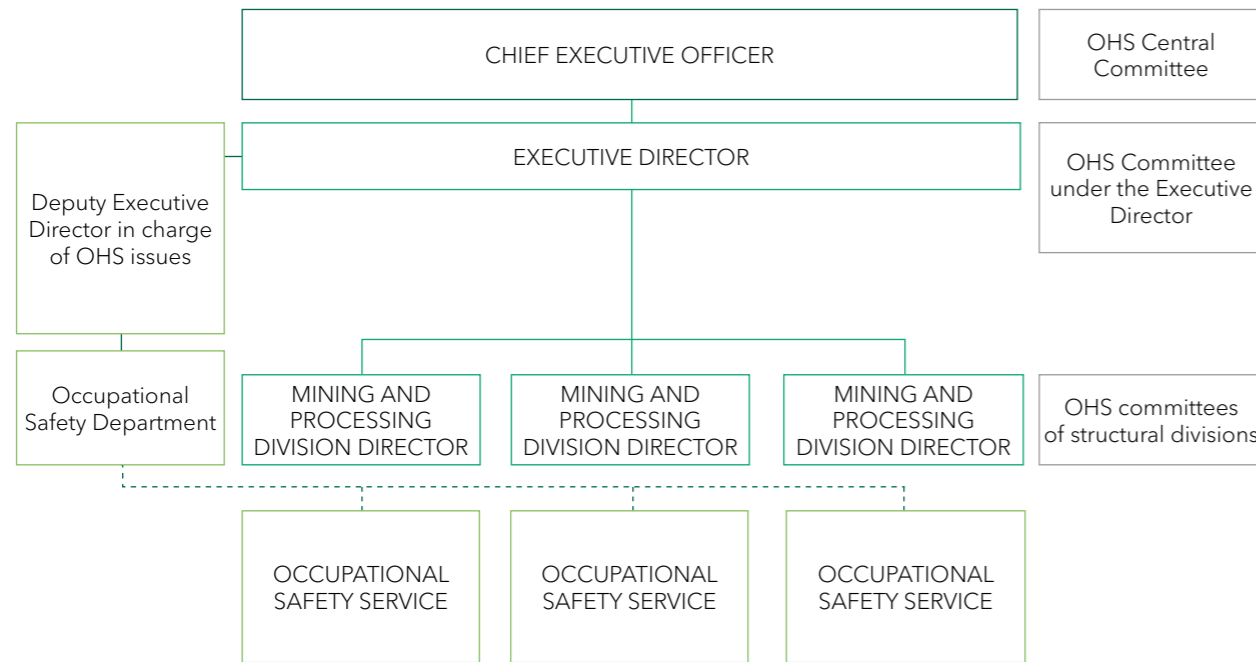 CHIEF EXECUTIVE OFFICER
OHS Central
Committee
EXECUTIVE DIRECTOR
OHS Committee
under the Executive
Director
Deputy Executive
Director in charge
of OHS issues
Occupational
Safety Department
MINING AND
PROCESSING
DIVISION DIRECTOR
MINING AND
PROCESSING
DIVISION DIRECTOR
MINING AND
PROCESSING
DIVISION DIRECTOR
OHS committees
of structural divisions
OCCUPATIONAL
SAFETY SERVICE
OCCUPATIONAL
SAFETY SERVICE
OCCUPATIONAL
SAFETY SERVICE